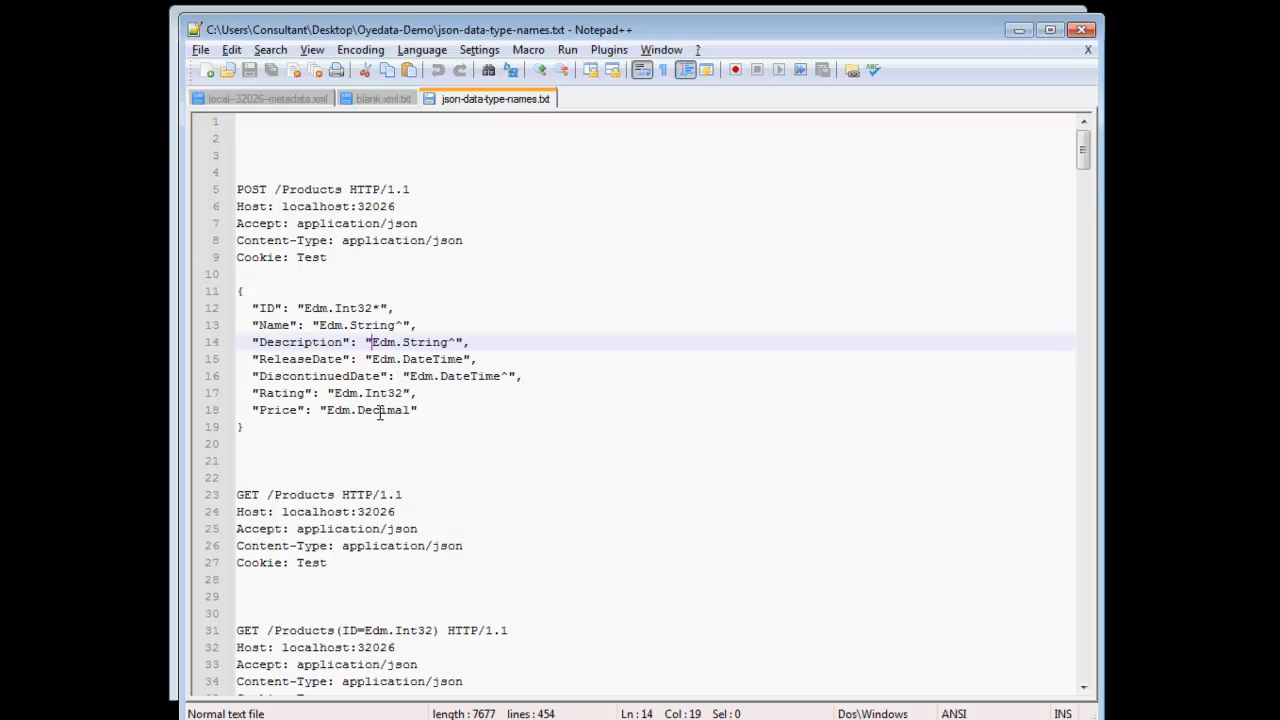 C:\Users\Consultant\Desktop\Oyedata-Demo\json-data-type-names.txt - Notepad++
File Edit Search View Encoding Language Settings Macro Run Plugins Window ? X
local-32026-metadata.xml blank-xml.txt json-data-type-names.txt
1
2
3
4
5 POST /Products HTTP/1.1
6 Host: localhost:32026
7 Accept: application/json
8 Content-Type: application/json
9 Cookie: Test
10
11 {
12 "ID": "Edm.Int32*",
13 "Name": "Edm.String^",
14 "Description": "Edm.String^",
15 "ReleaseDate": "Edm.DateTime",
16 "DiscontinuedDate": "Edm.DateTime^",
17 "Rating": "Edm.Int32",
18 "Price": "Edm.Decimal"
19 }
20
21
22
23 GET /Products HTTP/1.1
24 Host: localhost:32026
25 Accept: application/json
26 Content-Type: application/json
27 Cookie: Test
28
29
30
31 GET /Products(ID=Edm.Int32) HTTP/1.1
32 Host: localhost:32026
33 Accept: application/json
34 Content-Type: application/json
Normal text file length : 7677 lines : 454 Ln : 14 Col : 19 Sel : 0 Dos\Windows ANSI INS